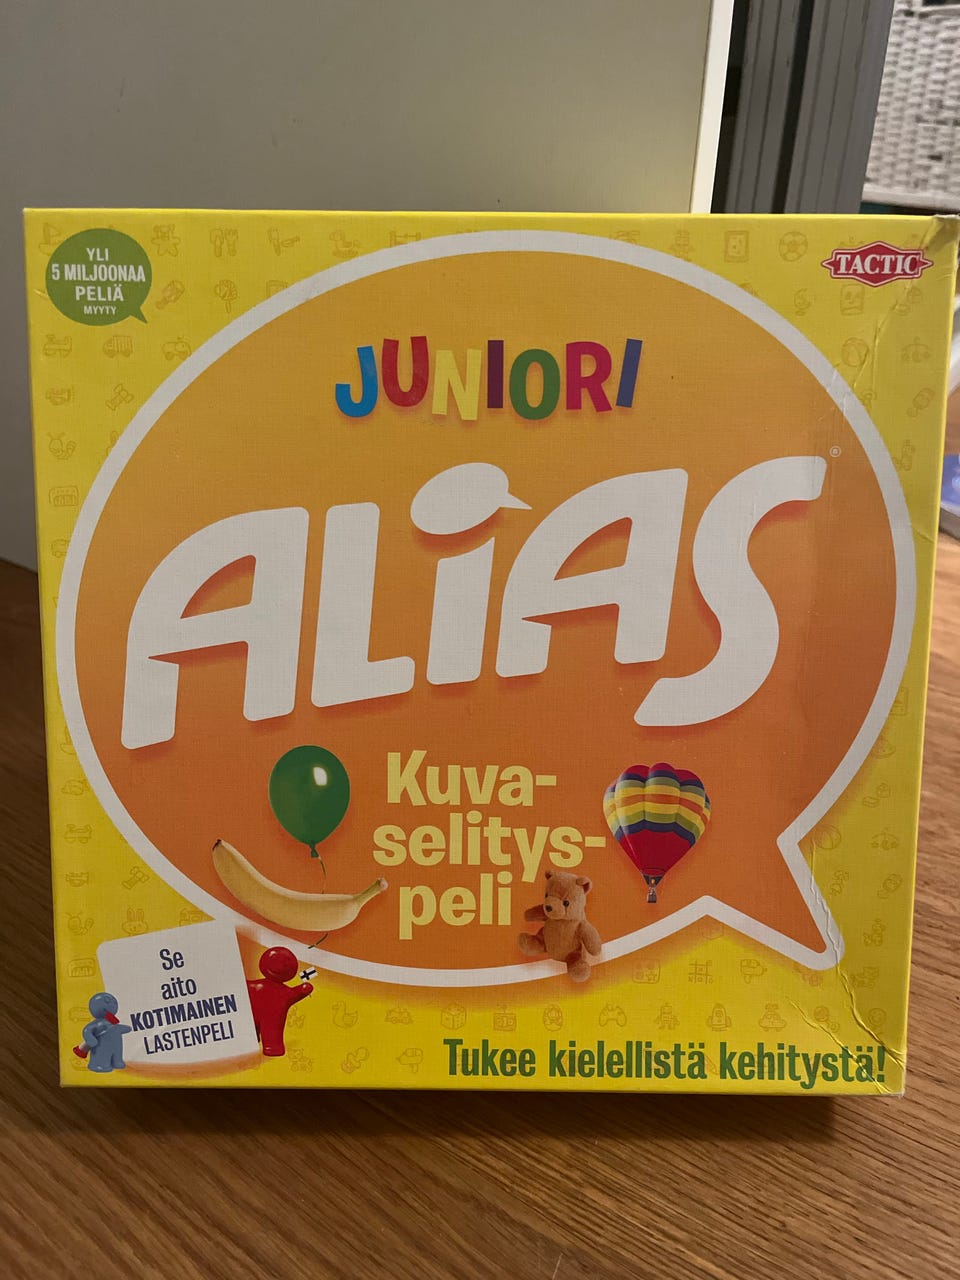 YLI
5 MILJOONAA
PELIÄ
MYYTY
TACTIC
JUNIORI
ALiAS®
Kuva-
selitys-
peli
Se
aito
KOTIMAINEN
LASTENPELI
Tukee kielellistä kehitystä!